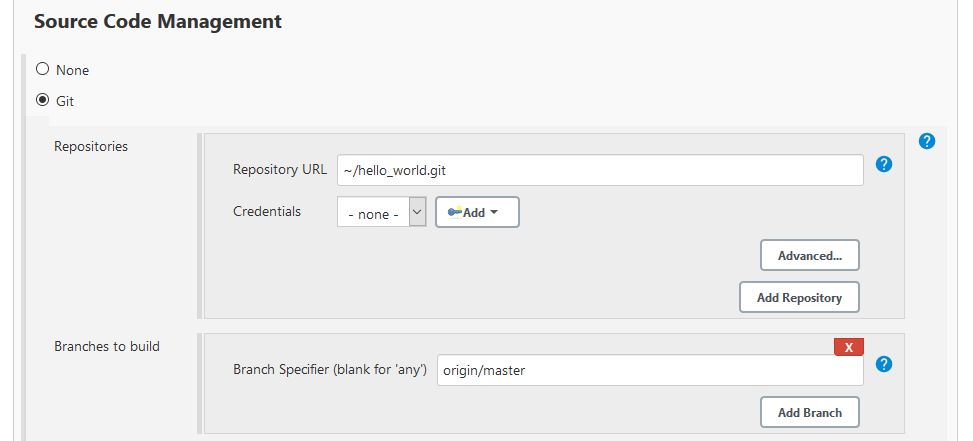 Source Code Management
None
Git
Repositories
?
Repository URL ~/hello_world.git ?
Credentials - none - Add
Advanced...
Add Repository
Branches to build
X
Branch Specifier (blank for 'any') origin/master ?
Add Branch